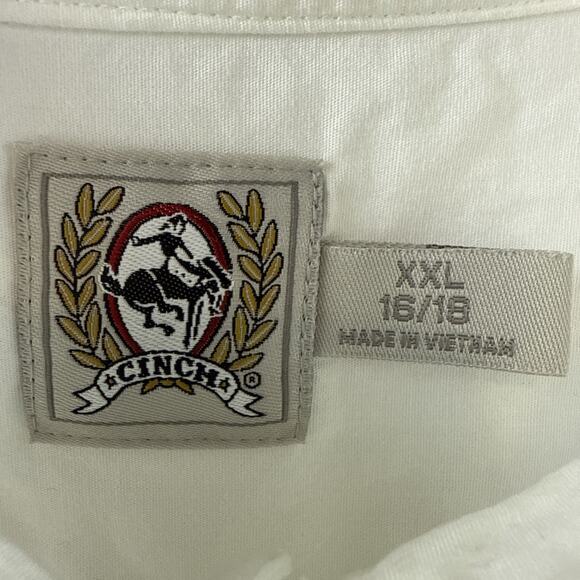 CINCH
®
XXL
16/18
MADE IN VIETNAM